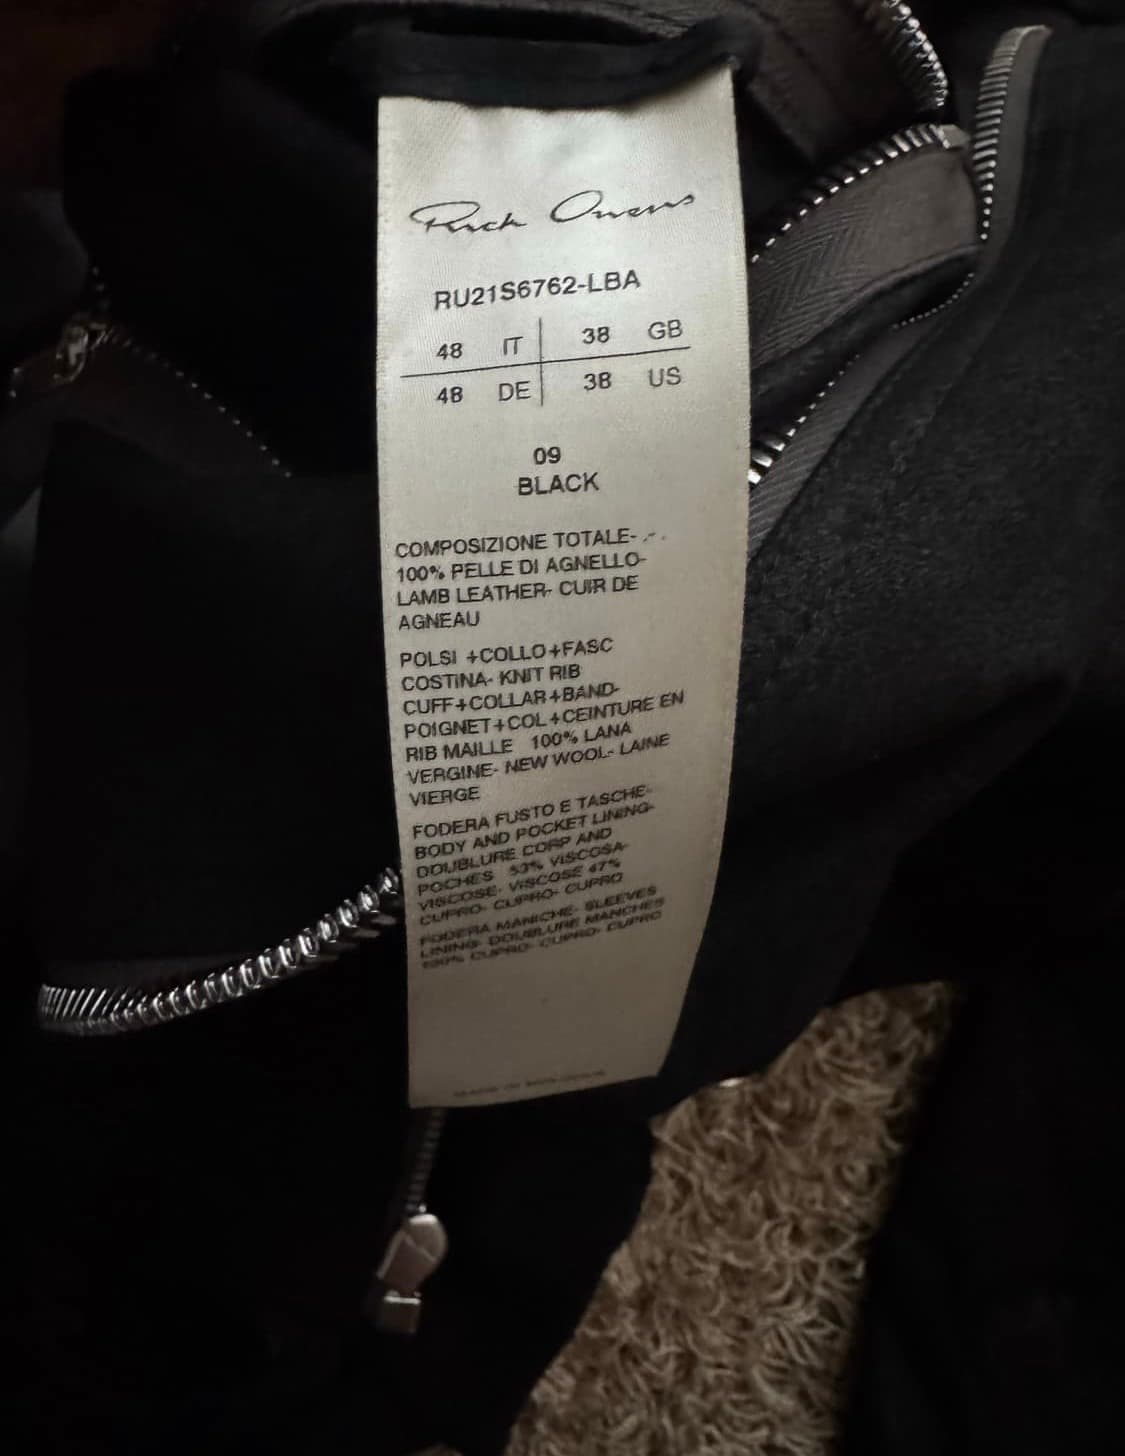 Rick Owens
RU21S6762-LBA
48 IT 38 GB
48 DE 38 US
09
BLACK
COMPOSIZIONE TOTALE-
100% PELLE DI AGNELLO-
LAMB LEATHER- CUIR DE
AGNEAU
POLSI +COLLO+FASC
COSTINA- KNIT RIB
CUFF+COLLAR+BAND-
POIGNET+COL+CEINTURE EN
RIB MAILLE 100% LANA
VERGINE- NEW WOOL- LAINE
VIERGE
FODERA FUSTO E TASCHE-
BODY AND POCKET LINING-
DOUBLURE CORP AND
POCHES 53% VISCOSA-
VISCOSE- VISCOSE 47%
CUPRO- CUPRO- CUPRO
FODERA MANICHE- SLEEVES
LINING- DOUBLURE MANCHES
100% CUPRO- CUPRO- CUPRO
MADE IN